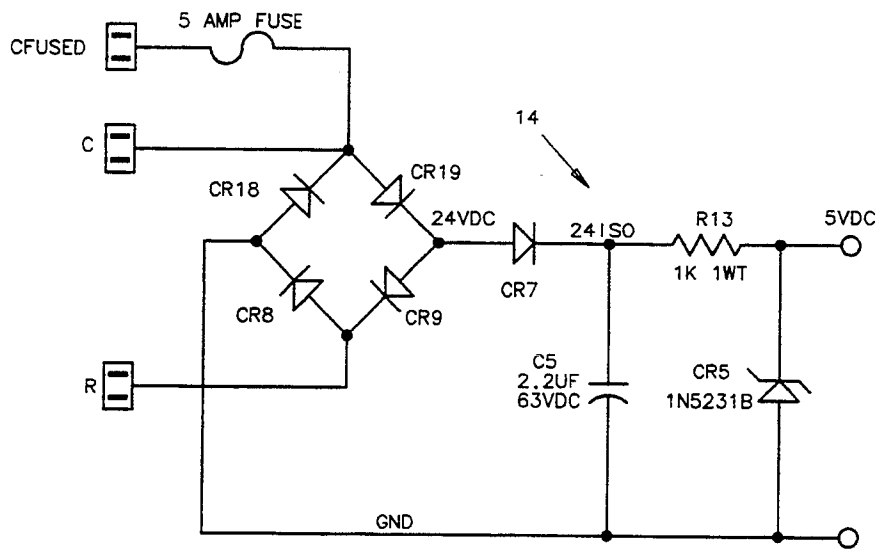 5 AMP FUSE
CFUSED
C
14
CR18
CR19
24VDC
24ISO
R13
5VDC
1K 1WT
CR7
CR8
CR9
C5
2.2UF
63VDC
CR5
1N5231B
R
GND